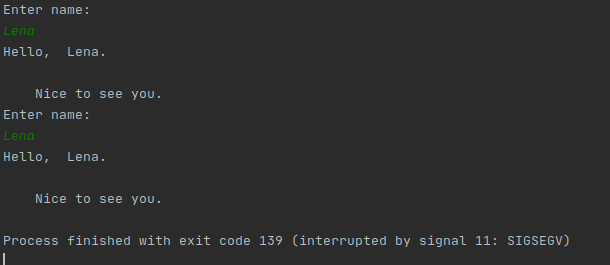 Enter name:
Lena
Hello,  Lena.
    Nice to see you.
Enter name:
Lena
Hello,  Lena.
    Nice to see you.
Process finished with exit code 139 (interrupted by signal 11: SIGSEGV)